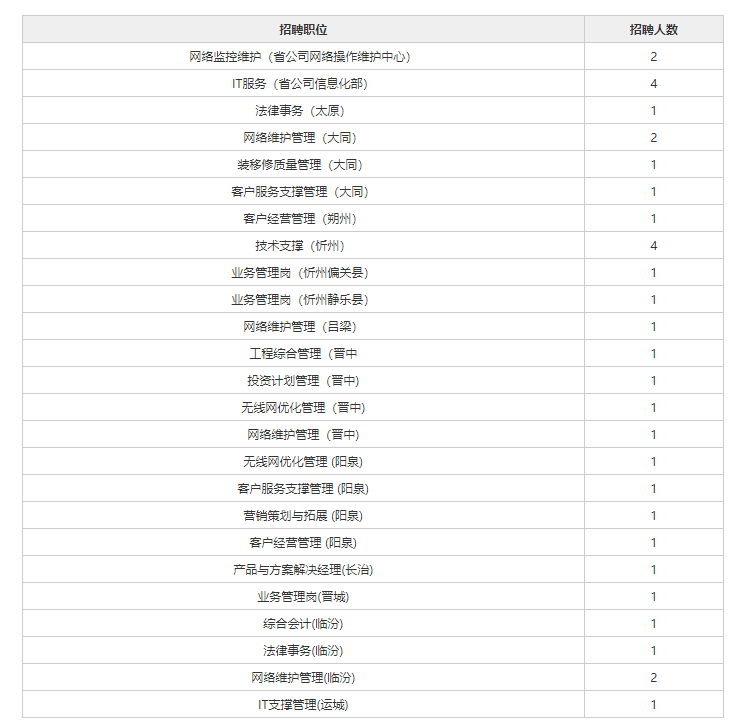 招聘职位 招聘人数
网络监控维护（省公司网络操作维护中心） 2
IT服务（省公司信息化部） 4
法律事务（太原） 1
网络维护管理（大同） 2
装移修质量管理（大同） 1
客户服务支撑管理（大同） 1
客户经营管理（朔州） 1
技术支撑（忻州） 4
业务管理岗（忻州偏关县） 1
业务管理岗（忻州静乐县） 1
网络维护管理（吕梁） 1
工程综合管理（晋中 1
投资计划管理（晋中) 1
无线网优化管理（晋中) 1
网络维护管理（晋中) 1
无线网优化管理 (阳泉) 1
客户服务支撑管理 (阳泉) 1
营销策划与拓展 (阳泉) 1
客户经营管理 (阳泉) 1
产品与方案解决经理(长治) 1
业务管理岗(晋城) 1
综合会计(临汾) 1
法律事务(临汾) 1
网络维护管理(临汾) 2
IT支撑管理(运城) 1